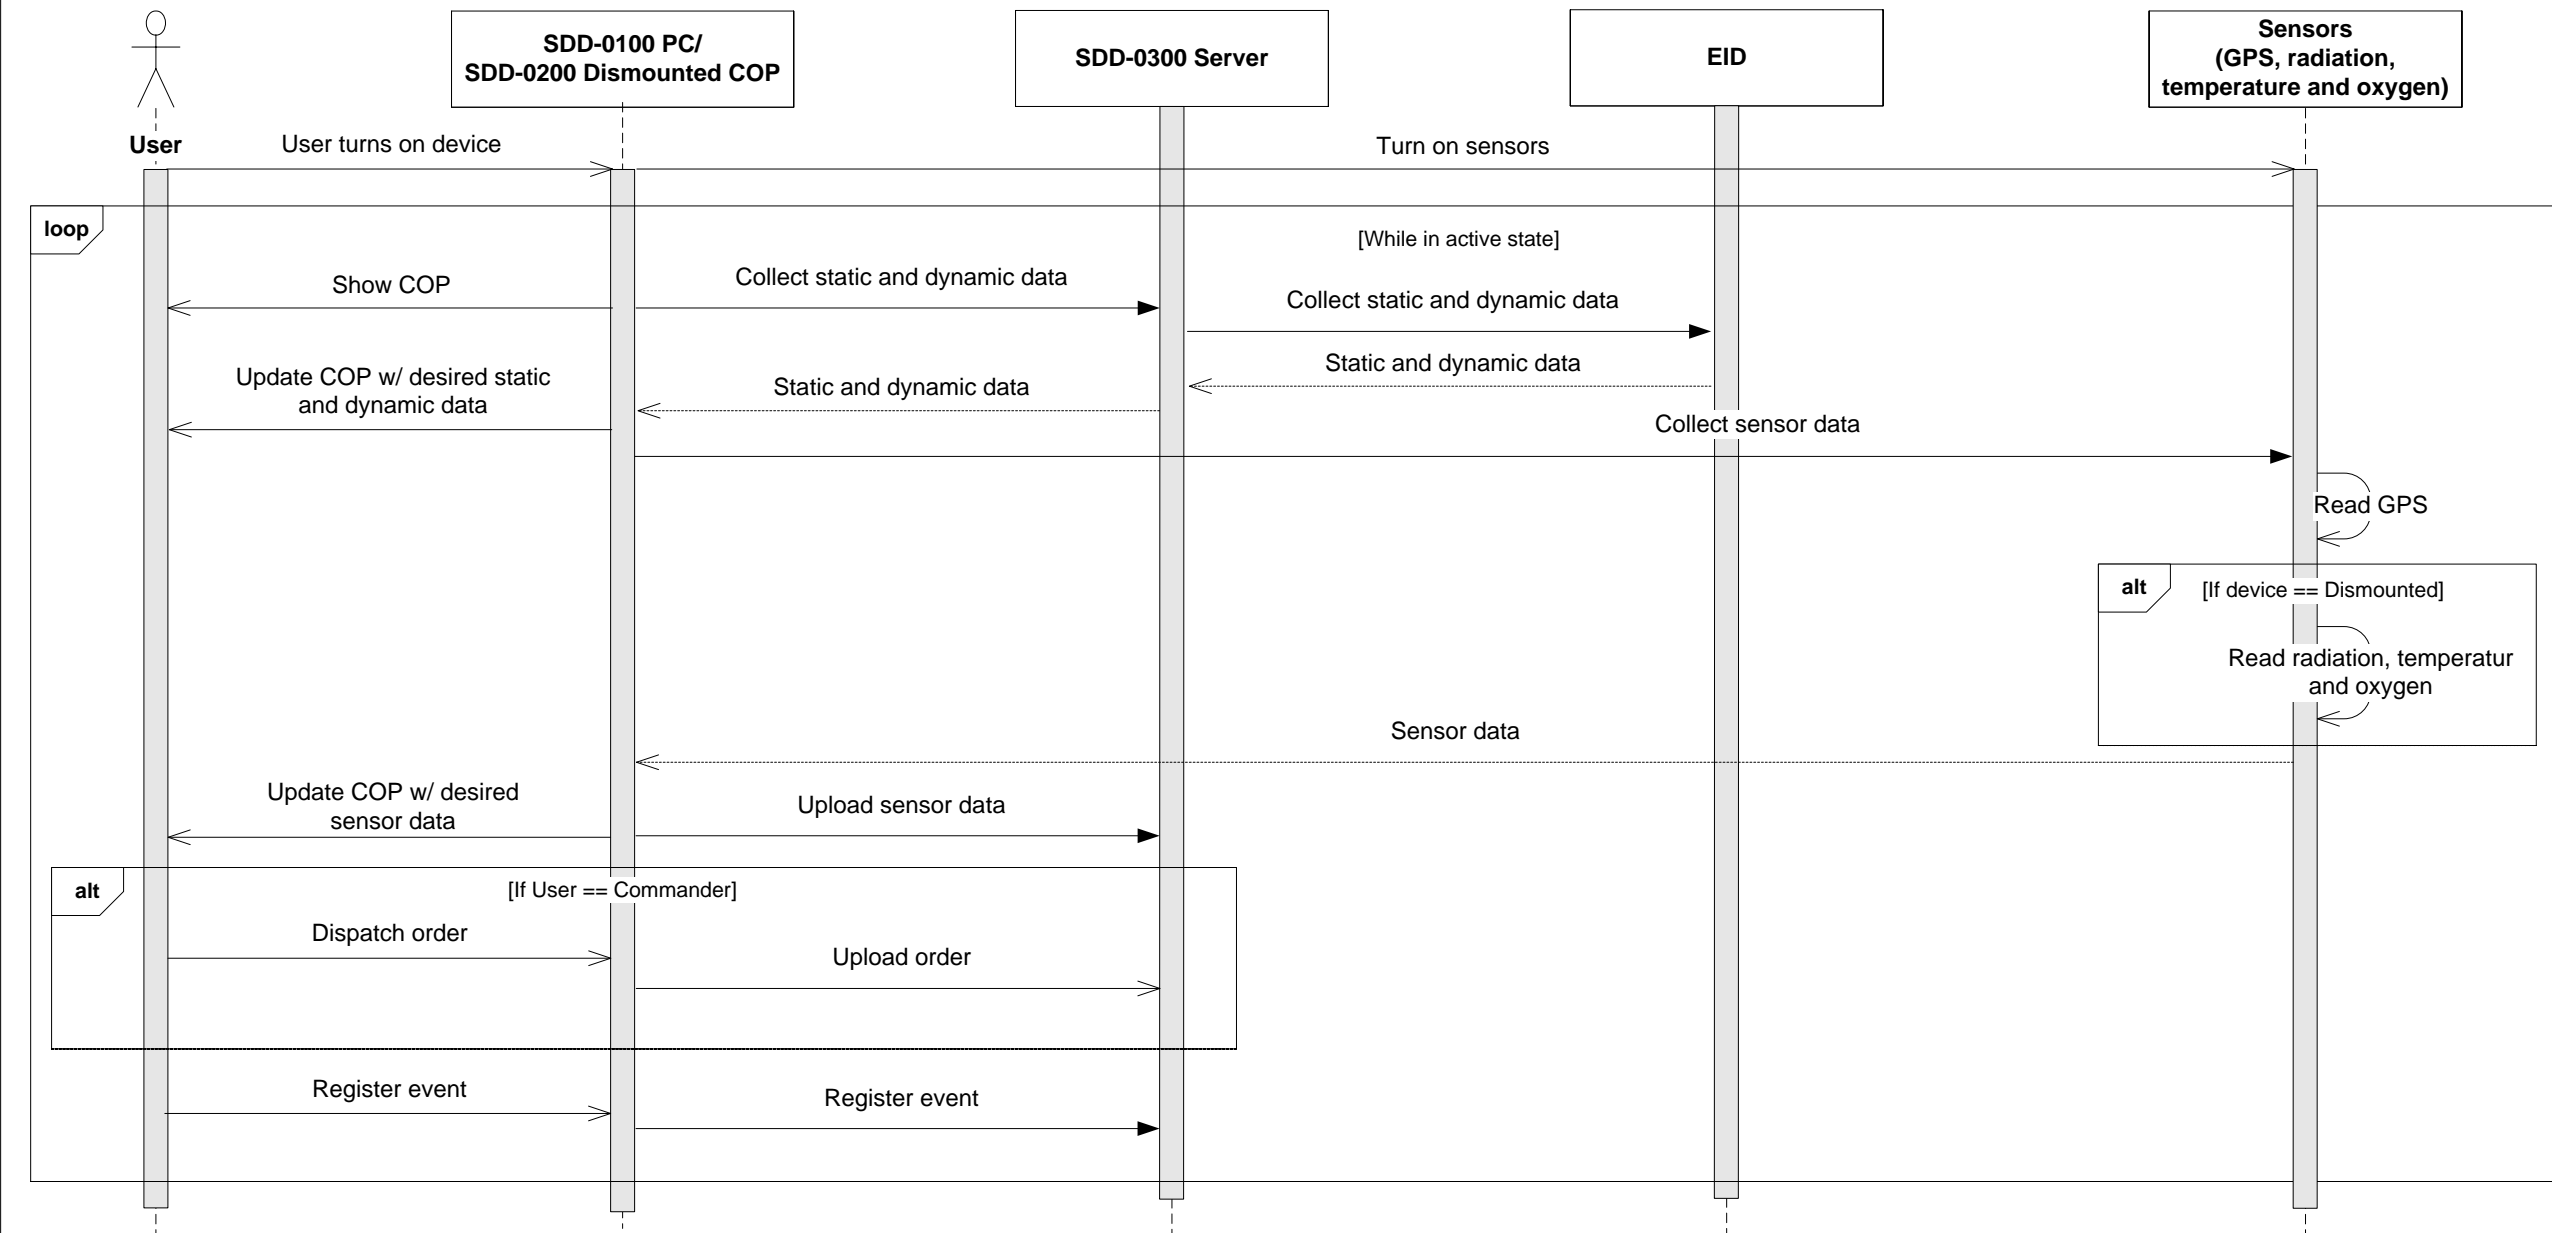 SDD-0100 PC/
SDD-0200 Dismounted COP
SDD-0300 Server
EID
Sensors
(GPS, radiation,
temperature and oxygen)
User
User turns on device
Turn on sensors
loop
[While in active state]
Show COP
Collect static and dynamic data
Collect static and dynamic data
Static and dynamic data
Update COP w/ desired static
and dynamic data
Static and dynamic data
Collect sensor data
Read GPS
alt
[If device == Dismounted]
Read radiation, temperatur
and oxygen
Sensor data
Update COP w/ desired
sensor data
Upload sensor data
alt
[If User == Commander]
Dispatch order
Upload order
Register event
Register event